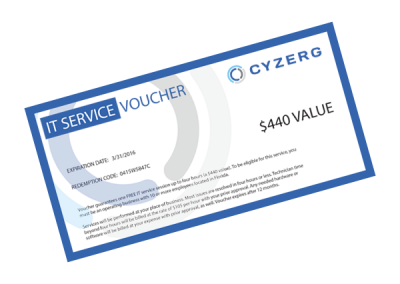 IT SERVICE VOUCHER
CYZERG
$440 VALUE
EXPIRATION DATE: 3/31/2016
REDEMPTION CODE: 0415WS847C
Voucher guarantees one FREE IT service session up to four hours (a $440 value). To be eligible for this service you
must be an operating business with 10 or more employees located in Florida.
Services will be performed at your place of business. Most issues are resolved in four hours or less. Technician time
beyond four hours will be billed at the rate of $105 per hour with your prior approval. Any needed hardware or
software will be billed at your expense with prior approval, as well. Voucher expires after 12 months.